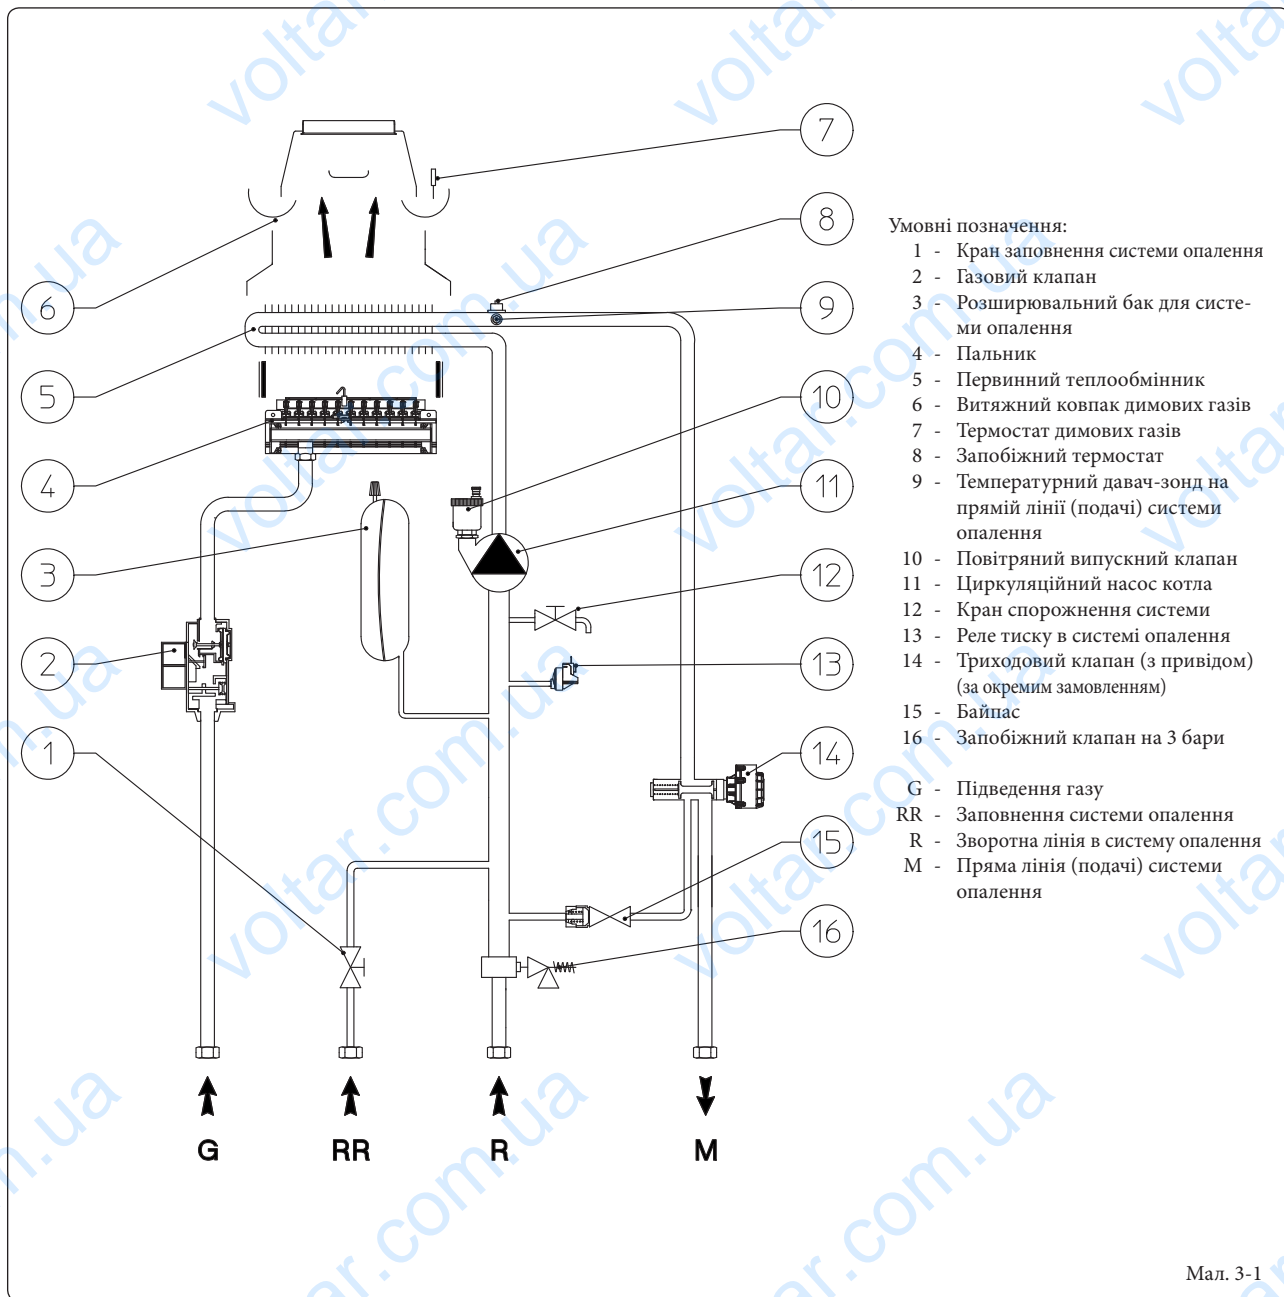 7
8
6
9
5
10
4
11
3
12
2
13
1
14
15
16
G
RR
R
M
Умовні позначення:
1 - Кран заповнення системи опалення
2 - Газовий клапан
3 - Розширювальний бак для систе-
ми опалення
4 - Пальник
5 - Первинний теплообмінник
6 - Витяжний ковпак димових газів
7 - Термостат димових газів
8 - Запобіжний термостат
9 - Температурний давач-зонд на
прямій лінії (подачі) системи
опалення
10 - Повітряний випускний клапан
11 - Циркуляційний насос котла
12 - Кран спорожнення системи
13 - Реле тиску в системі опалення
14 - Триходовий клапан (з привідом)
(за окремим замовленням)
15 - Байпас
16 - Запобіжний клапан на 3 бари
G - Підведення газу
RR - Заповнення системи опалення
R - Зворотна лінія в систему опалення
M - Пряма лінія (подачі) системи
опалення
Мал. 3-1
voltar.com.ua